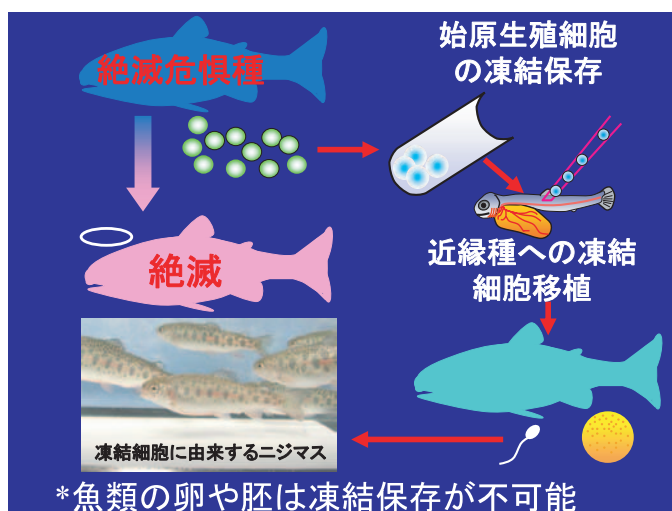 絶滅危惧種
始原生殖細胞
の凍結保存
近縁種への凍結
細胞移植
絶滅
凍結細胞に由来するニジマス
*魚類の卵や胚は凍結保存が不可能